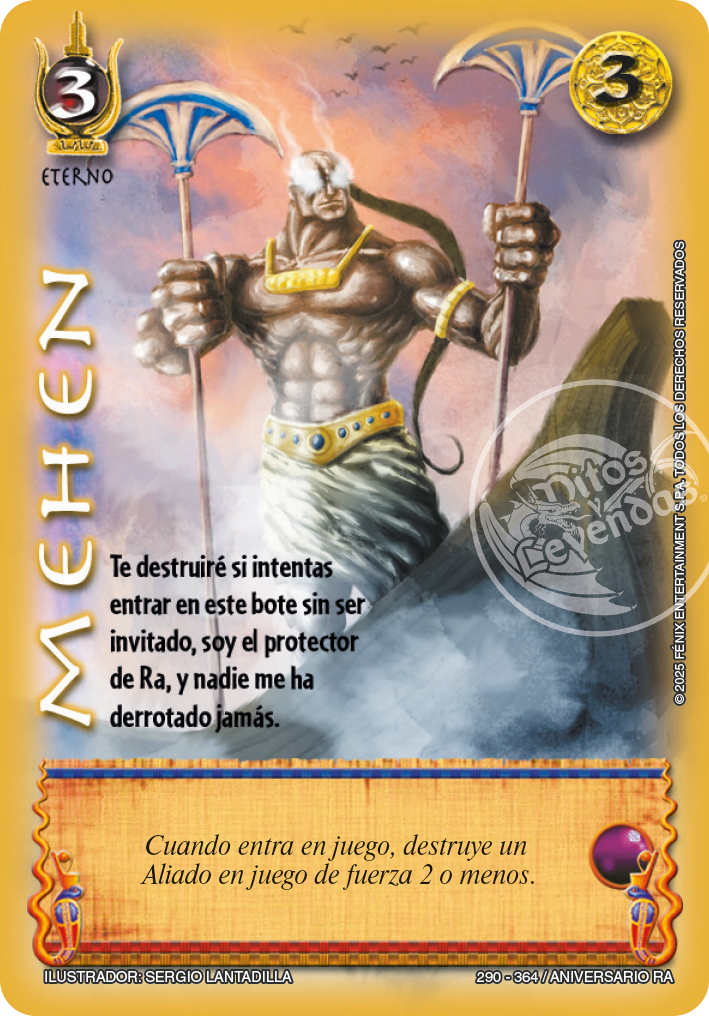 3
3
ETERNO
MEHEN
Te destruiré si intentas
entrar en este bote sin ser
invitado, soy el protector
de Ra, y nadie me ha
derrotado jamás.
Cuando entra en juego, destruye un
Aliado en juego de fuerza 2 o menos.
©2025 FÉNIX ENTERTAINMENT S.P.A. TODOS LOS DERECHOS RESERVADOS
Mitos
y
Leyendas
ILUSTRADOR: SERGIO LANTADILLA
290 - 364 / ANIVERSARIO RA